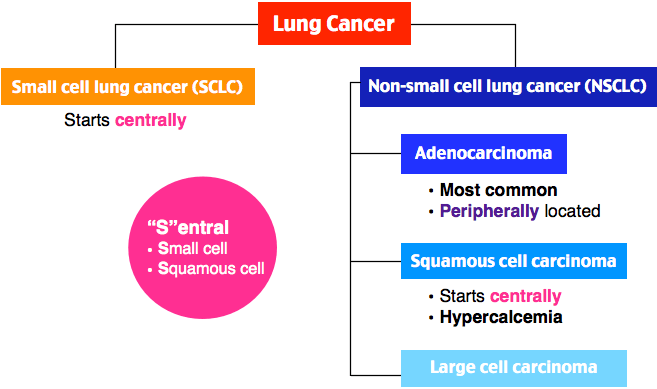 Lung Cancer
Small cell lung cancer (SCLC)
Starts centrally
“S”entral
• Small cell
• Squamous cell
Non-small cell lung cancer (NSCLC)
Adenocarcinoma
• Most common
• Peripherally located
Squamous cell carcinoma
• Starts centrally
• Hypercalcemia
Large cell carcinoma